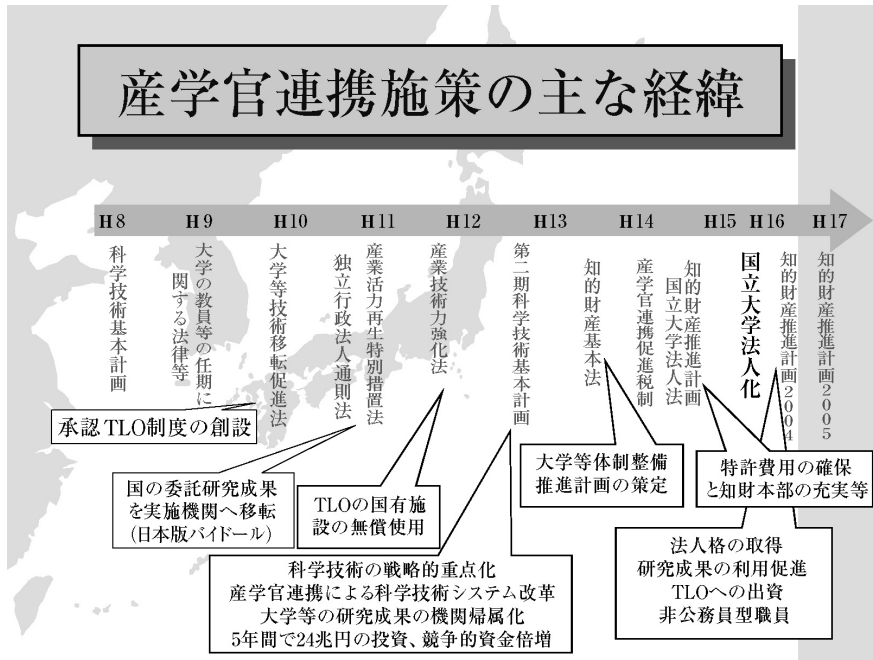 産学官連携施策の主な経緯
H8
H9
H10
H11
H12
H13
H14
H15
H16
H17
科学技術基本計画
大学の教員等の任期に
関する法律等
大学等技術移転促進法
独立行政法人通則法
産業活力再生特別措置法
産業技術力強化法
第二期科学技術基本計画
知的財産基本法
産学官連携促進税制
知的財産推進計画
国立大学法人法
国立大学法人化
知的財産推進計画2004
知的財産推進計画2005
承認TLO制度の創設
国の委託研究成果
を実施機関へ移転
(日本版バイドール)
TLOの国有施
設の無償使用
科学技術の戦略的重点化
産学官連携による科学技術システム改革
大学等の研究成果の機関帰属化
5年間で24兆円の投資、競争的資金倍増
大学等体制整備
推進計画の策定
特許費用の確保
と知財本部の充実等
法人格の取得
研究成果の利用促進
TLOへの出資
非公務員型職員